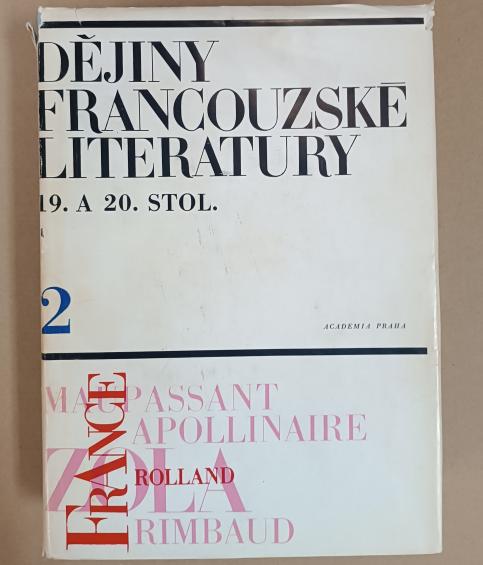 DĚJINY
FRANCOUZSKÉ
LITERATURY
19. A 20. STOL.
2
ACADEMIA PRAHA
MAUPASSANT
APOLLINAIRE
FRANCE
ZOLA
ROLLAND
RIMBAUD